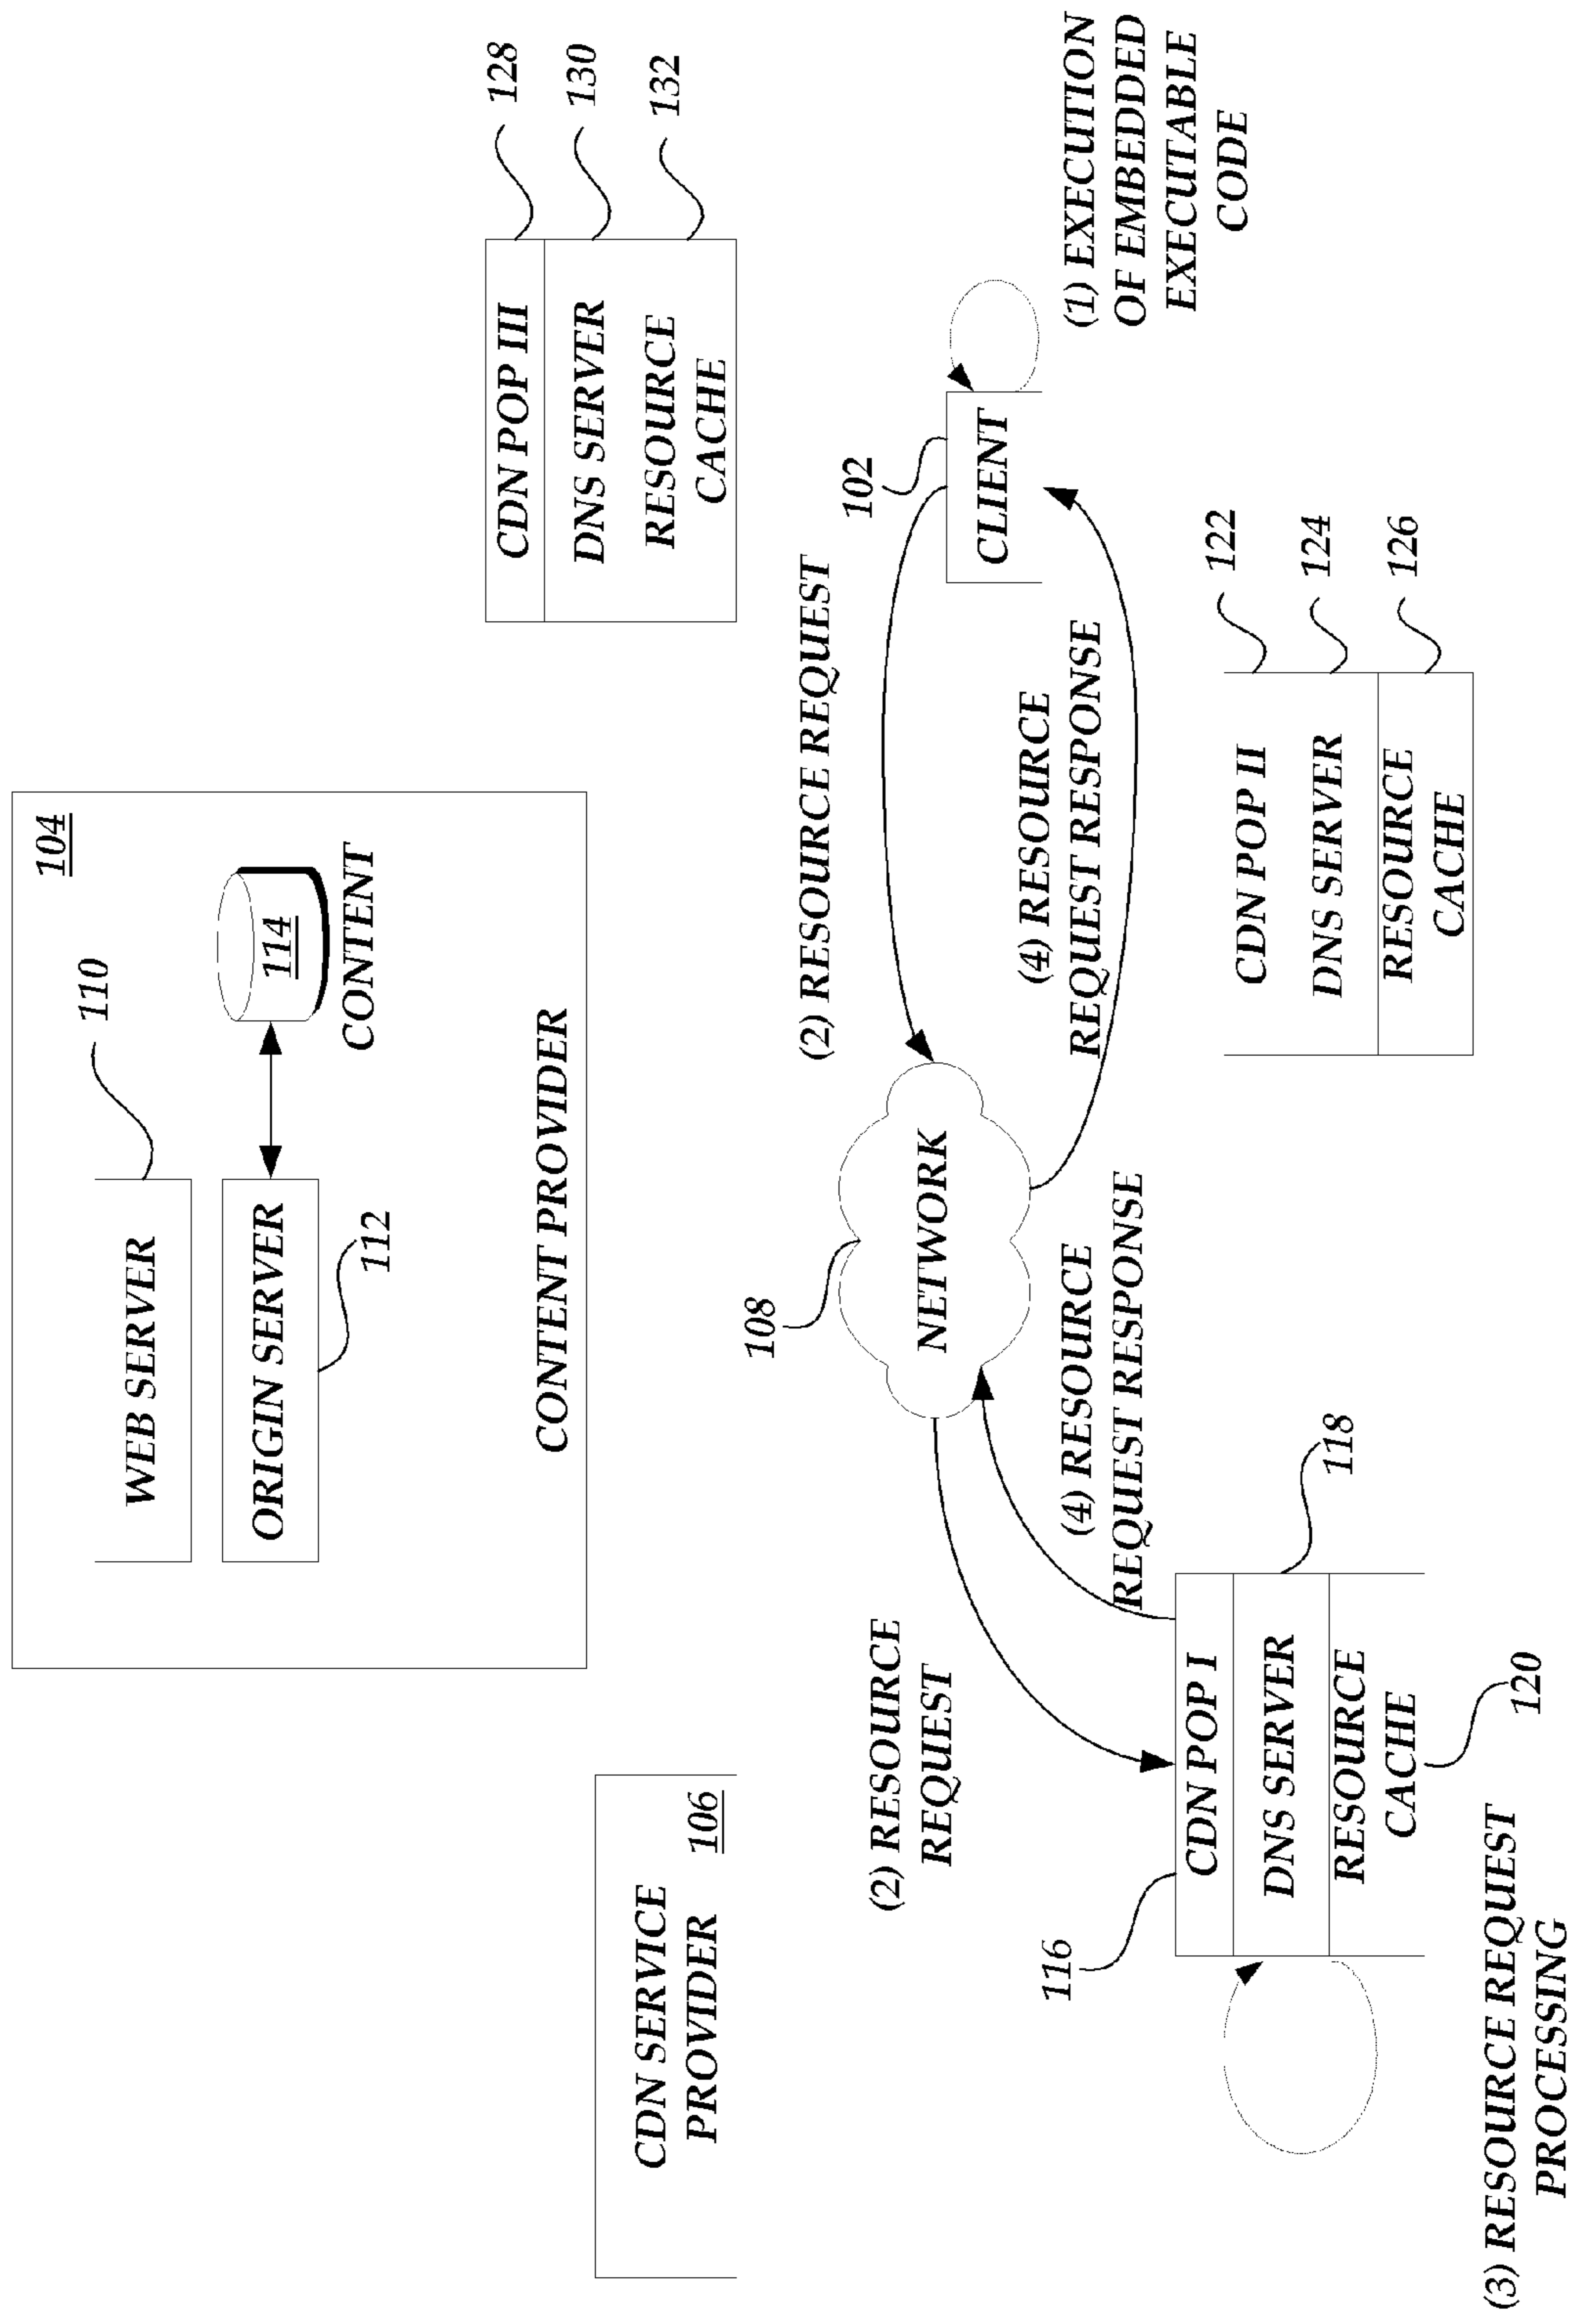 104
110
WEB SERVER
ORIGIN SERVER
114
112
CONTENT
CONTENT PROVIDER
CDN SERVICE
PROVIDER
106
CDN POP III
128
DNS SERVER
130
RESOURCE
CACHE
132
108
NETWORK
(2) RESOURCE REQUEST
102
CLIENT
(1) EXECUTION
OF EMBEDDED
EXECUTABLE
CODE
(2) RESOURCE
REQUEST
(4) RESOURCE
REQUEST RESPONSE
(4) RESOURCE
REQUEST RESPONSE
116
CDN POP I
DNS SERVER
118
RESOURCE
CACHE
120
(3) RESOURCE REQUEST
PROCESSING
CDN POP II
122
DNS SERVER
124
RESOURCE
CACHE
126